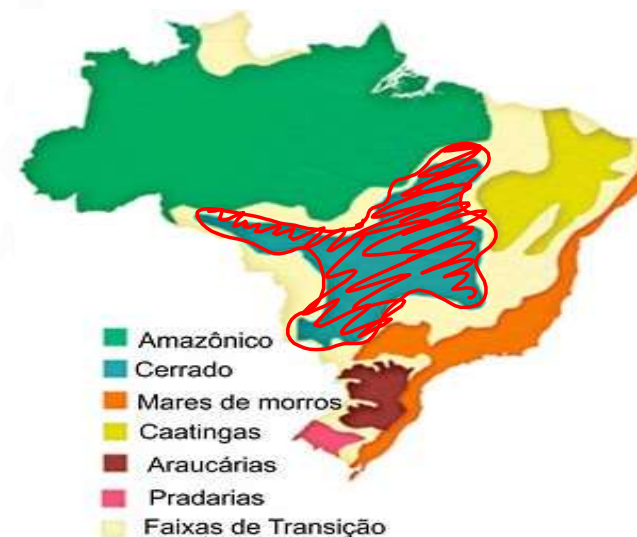 Amazônico
Cerrado
Mares de morros
Caatingas
Araucárias
Pradarias
Faixas de Transição